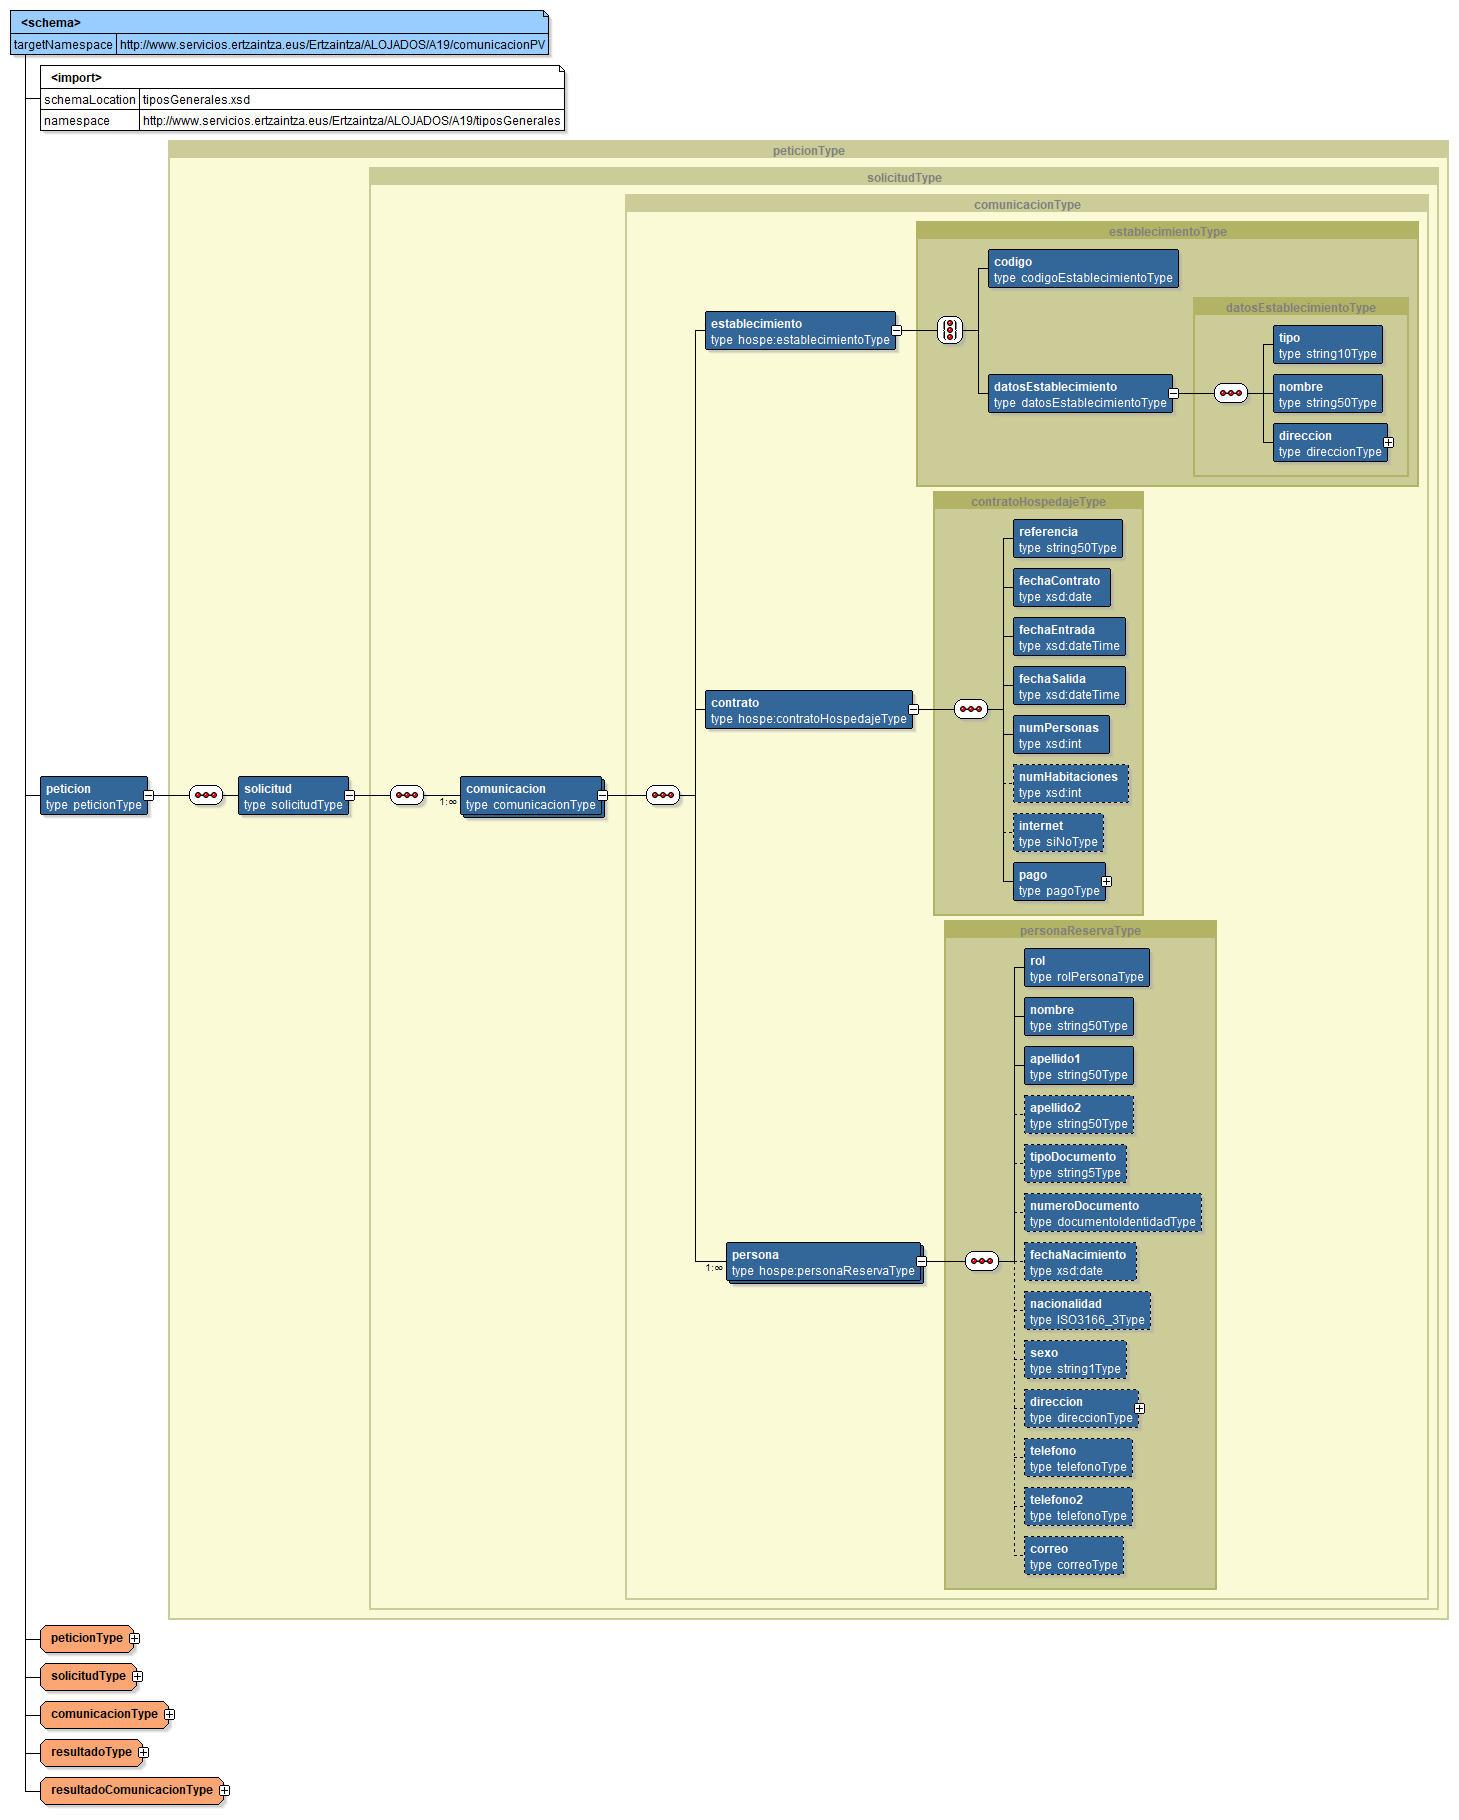 <schema>
targetNamespace http://www.servicios.ertzaintza.eus/Ertzaintza/ALOJADOS/A19/comunicacionPV
<import>
schemaLocation tiposGenerales.xsd
namespace http://www.servicios.ertzaintza.eus/Ertzaintza/ALOJADOS/A19/tiposGenerales
peticionType
solicitudType
comunicacionType
establecimientoType
codigo
type codigoEstablecimientoType
datosEstablecimientoType
establecimiento
type hospe:establecimientoType
tipo
type string10Type
datosEstablecimiento
type datosEstablecimientoType
nombre
type string50Type
direccion
type direccionType
contratoHospedajeType
referencia
type string50Type
fechaContrato
type xsd:date
fechaEntrada
type xsd:dateTime
fechaSalida
type xsd:dateTime
contrato
type hospe:contratoHospedajeType
numPersonas
type xsd:int
numHabitaciones
type xsd:int
internet
type siNoType
pago
type pagoType
peticion
type peticionType
solicitud
type solicitudType
1:∞
comunicacion
type comunicacionType
personaReservaType
rol
type rolPersonaType
nombre
type string50Type
apellido1
type string50Type
apellido2
type string50Type
tipoDocumento
type string5Type
numeroDocumento
type documentoIdentidadType
1:∞
persona
type hospe:personaReservaType
fechaNacimiento
type xsd:date
nacionalidad
type ISO3166_3Type
sexo
type string1Type
direccion
type direccionType
telefono
type telefonoType
telefono2
type telefonoType
correo
type correoType
peticionType
solicitudType
comunicacionType
resultadoType
resultadoComunicacionType